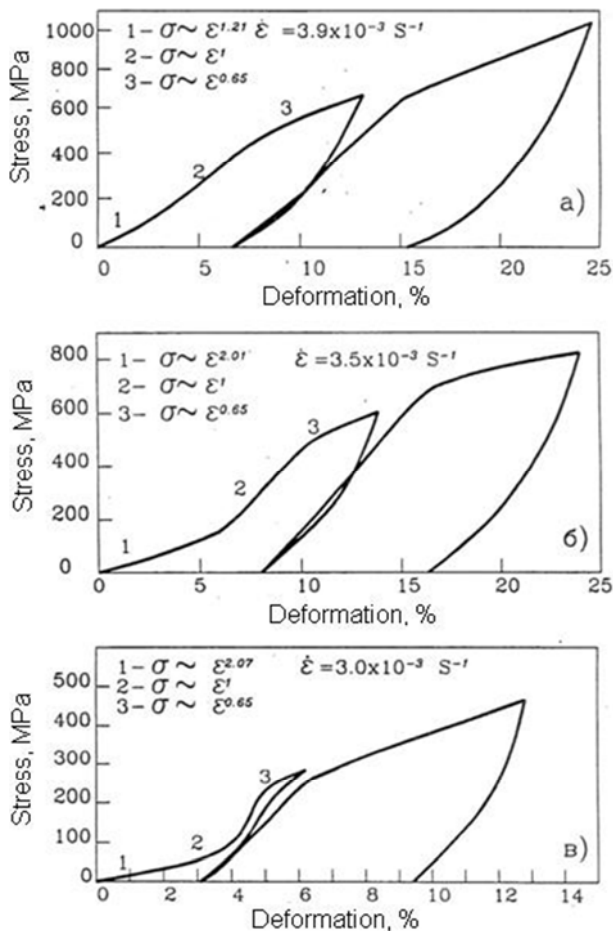 1000
800
600
400
200
0
Stress, MPa
1- σ~ ε^1.21 ε̇ =3.9x10⁻³ S⁻¹
2- σ~ ε^1
3- σ~ ε^0.65
1
2
3
а)
0 5 10 15 20 25
Deformation, %
800
600
400
200
0
Stress, MPa
1- σ~ ε^2.01 ε̇ =3.5x10⁻³ S⁻¹
2- σ~ ε^1
3- σ~ ε^0.65
1
2
3
б)
0 5 10 15 20 25
Deformation, %
500
400
300
200
100
0
Stress, MPa
1-σ ~ ε^2.07 ε̇ =3.0x10⁻³ S⁻¹
2-σ ~ ε^1
3-σ ~ ε^0.65
1
2
3
в)
0 2 4 6 8 10 12 14
Deformation, %